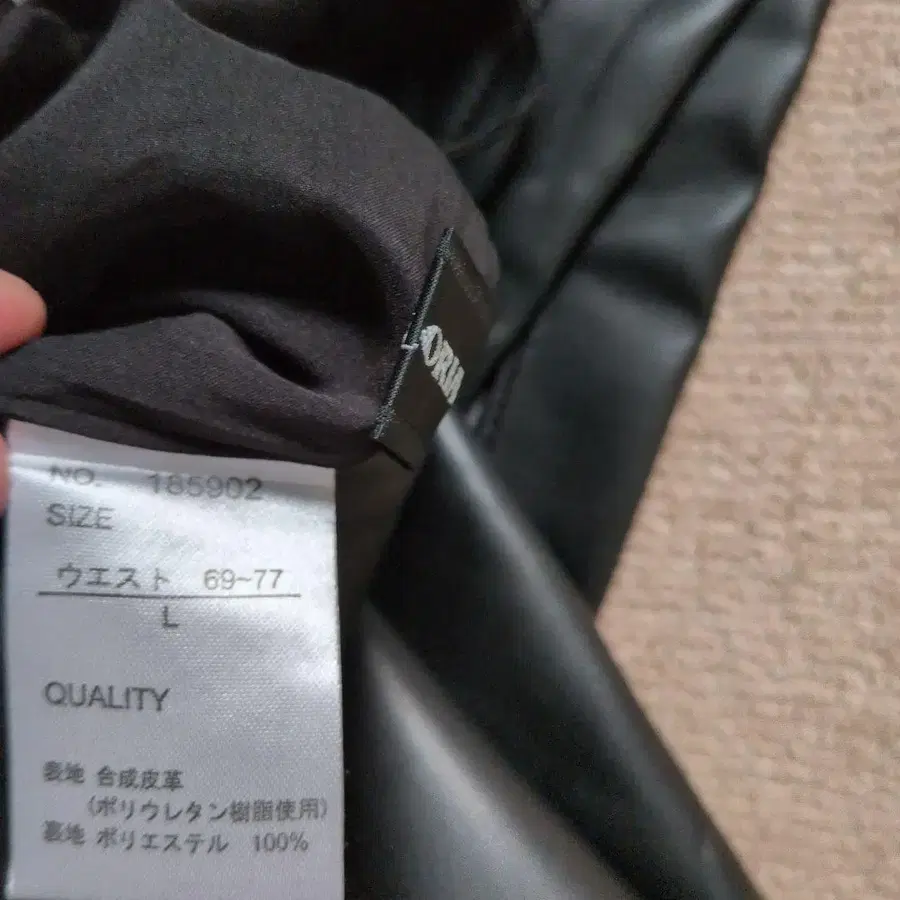 NO. 185902
SIZE
ウエスト 69~77
L
QUALITY
表地 合成皮革
(ポリウレタン樹脂使用)
裏地 ポリエステル 100%